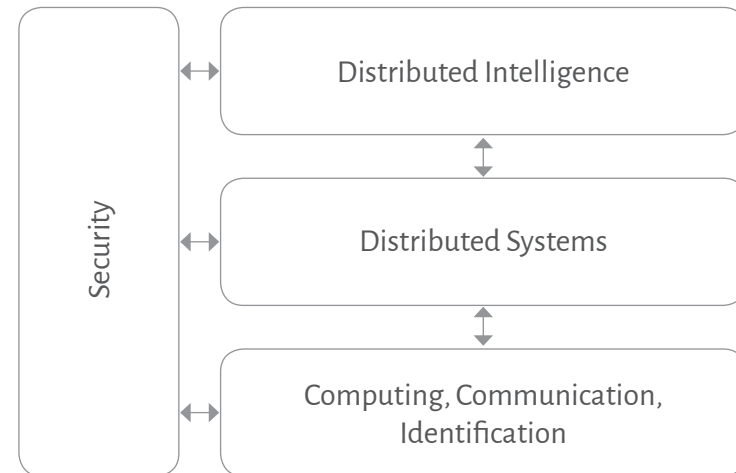 Security
Distributed Intelligence
Distributed Systems
Computing, Communication,
Identification